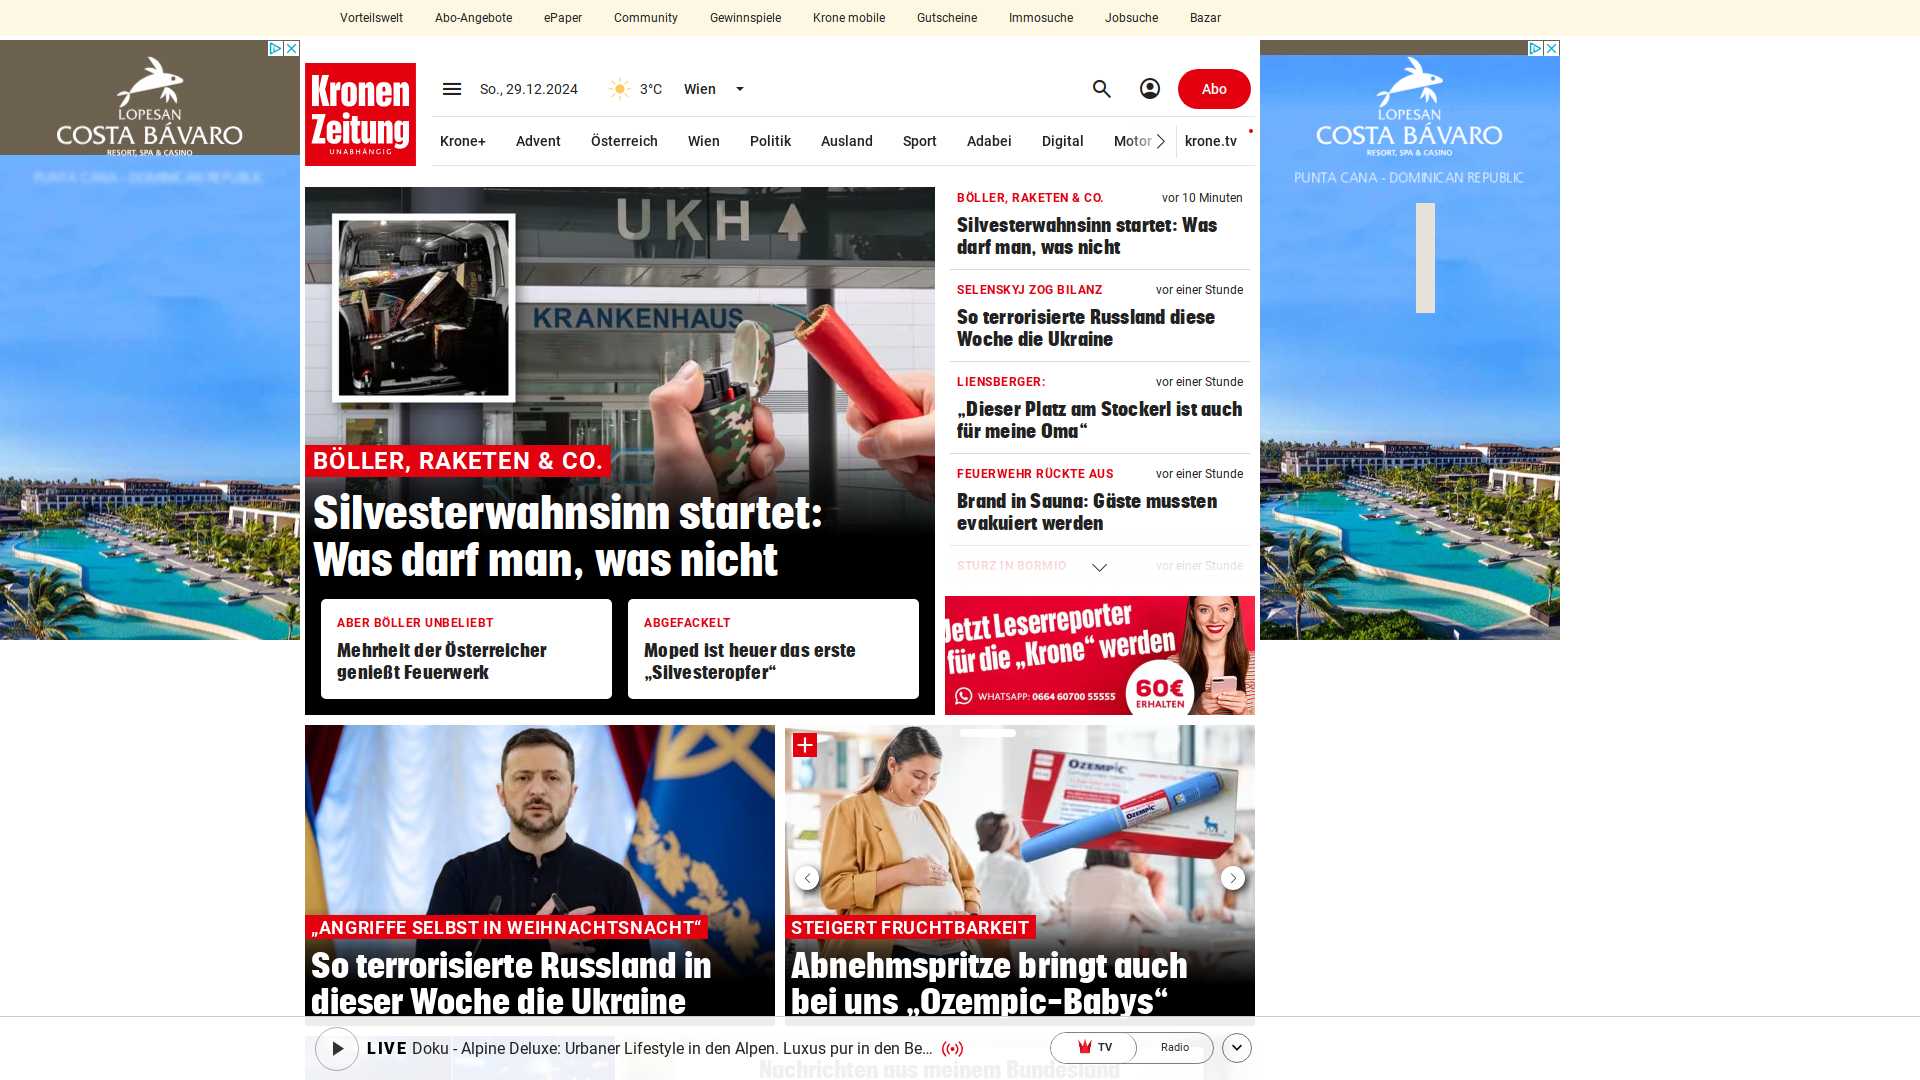 Vorteilswelt
Abo-Angebote
ePaper
Community
Gewinnspiele
Krone mobile
Gutscheine
Immosuche
Jobsuche
Bazar
LOPESAN
COSTA BÁVARO
RESORT, SPA & CASINO
PUNTA CANA - DOMINICAN REPUBLIC
Kronen
Zeitung
UNABHÄNGIG
So., 29.12.2024
3°C
Wien
Abo
Krone+
Advent
Österreich
Wien
Politik
Ausland
Sport
Adabei
Digital
Motor
krone.tv
LOPESAN
COSTA BÁVARO
RESORT, SPA & CASINO
PUNTA CANA - DOMINICAN REPUBLIC
UKH
KRANKENHAUS
BÖLLER, RAKETEN & CO.
Silvesterwahnsinn startet:
Was darf man, was nicht
ABER BÖLLER UNBELIEBT
Mehrheit der Österreicher
genießt Feuerwerk
ABGEFACKELT
Moped ist heuer das erste
„Silvesteropfer“
BÖLLER, RAKETEN & CO.
vor 10 Minuten
Silvesterwahnsinn startet: Was
darf man, was nicht
SELENSKYJ ZOG BILANZ
vor einer Stunde
So terrorisierte Russland diese
Woche die Ukraine
LIENSBERGER:
vor einer Stunde
„Dieser Platz am Stockerl ist auch
für meine Oma“
FEUERWEHR RÜCKTE AUS
vor einer Stunde
Brand in Sauna: Gäste mussten
evakuiert werden
STURZ IN BORMIO
vor einer Stunde
Jetzt Leserreporter
für die „Krone“ werden
WHATSAPP: 0664 60700 55555
60€
ERHALTEN
„ANGRIFFE SELBST IN WEIHNACHTSNACHT“
So terrorisierte Russland in
dieser Woche die Ukraine
OZEMPIC
OZEMPIC
STEIGERT FRUCHTBARKEIT
Abnehmspritze bringt auch
bei uns „Ozempic-Babys“
LIVE Doku - Alpine Deluxe: Urbaner Lifestyle in den Alpen. Luxus pur in den Be...
TV
Radio
Nachrichten aus meinem Bundesland